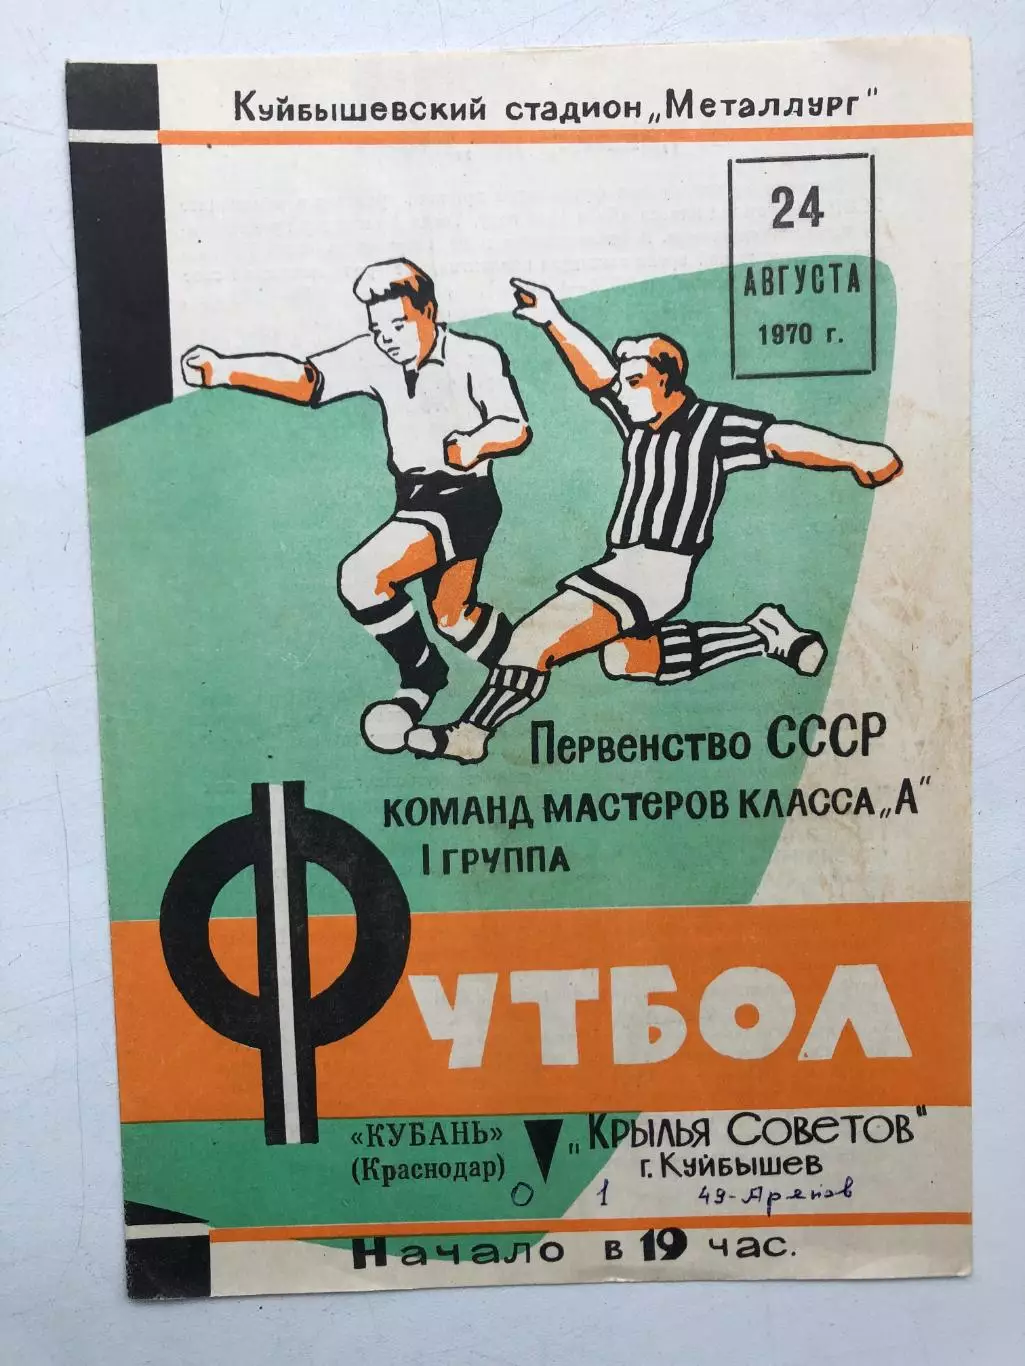 Куйбышевский стадион „Металлург"
24
АВГУСТА
1970 г.
Первенство СССР
команд мастеров класса „А"
I группа
ФУТБОЛ
«КУБАНЬ»
(Краснодар)
„Крылья Советов"
г. Куйбышев
0 1 49-Арепов
Начало в 19 час.